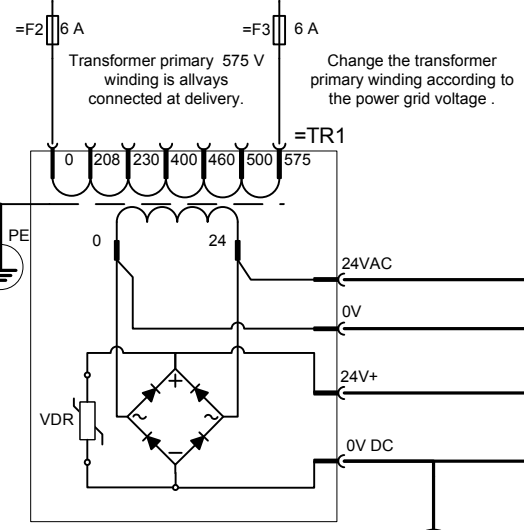 =F2 6 A
=F3 6 A
Transformer primary 575 V
winding is allvays
connected at delivery.
Change the transformer
primary winding according to
the power grid voltage .
=TR1
0 208 230 400 460 500 575
PE
0 24
24VAC
0V
24V+
VDR
+
~ ~
−
0V DC